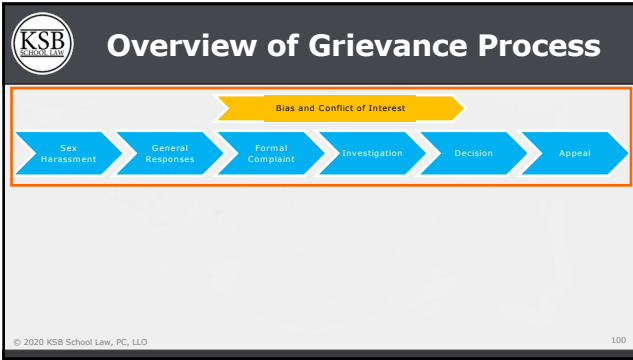 KSB
SCHOOL LAW
Overview of Grievance Process
Bias and Conflict of Interest
Sex
Harassment
General
Responses
Formal
Complaint
Investigation
Decision
Appeal
© 2020 KSB School Law, PC, LLO
100